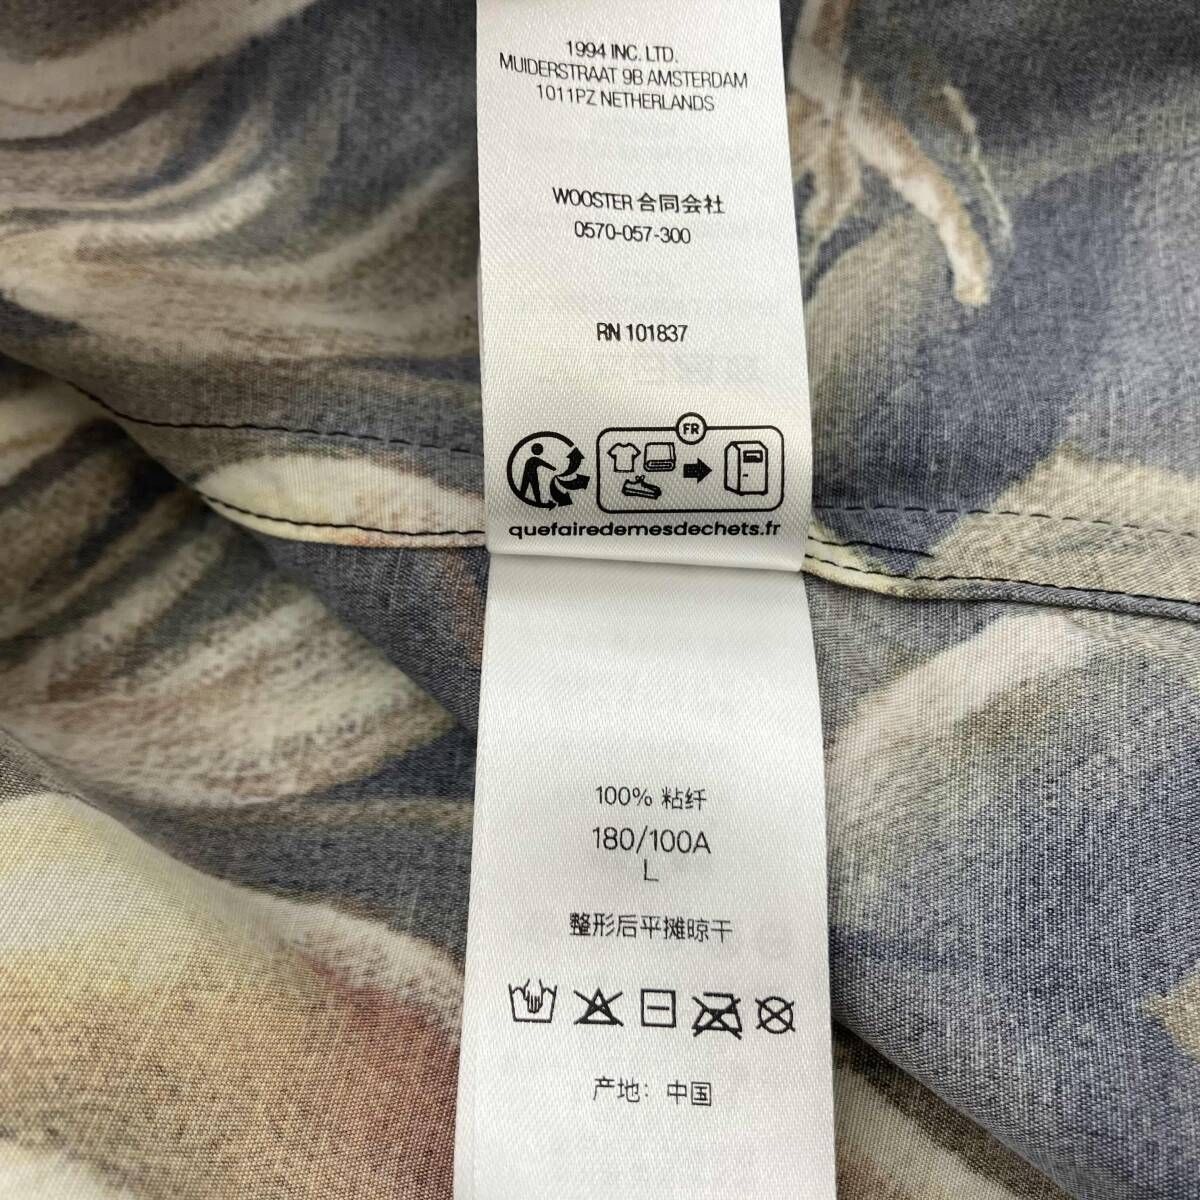 1994 INC. LTD.
MUIDERSTRAAT 9B AMSTERDAM
1011PZ NETHERLANDS
WOOSTER 合同会社
0570-057-300
RN 101837
FR
quefairedemesdechets.fr
100% 粘纤
180/100A
L
整形后平摊晾干
产地：中国